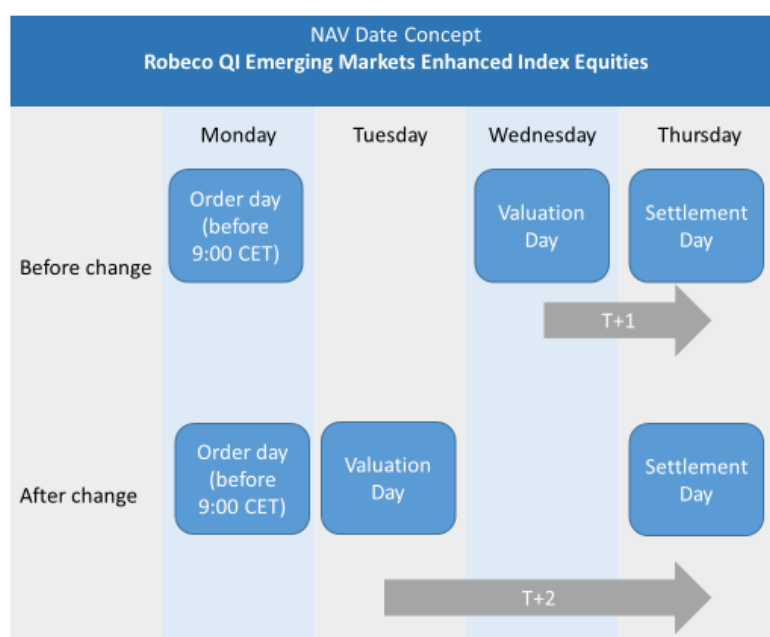 NAV Date Concept
Robeco QI Emerging Markets Enhanced Index Equities
Monday
Tuesday
Wednesday
Thursday
Before change
Order day
(before
9:00 CET)
Valuation
Day
Settlement
Day
T+1
After change
Order day
(before
9:00 CET)
Valuation
Day
Settlement
Day
T+2